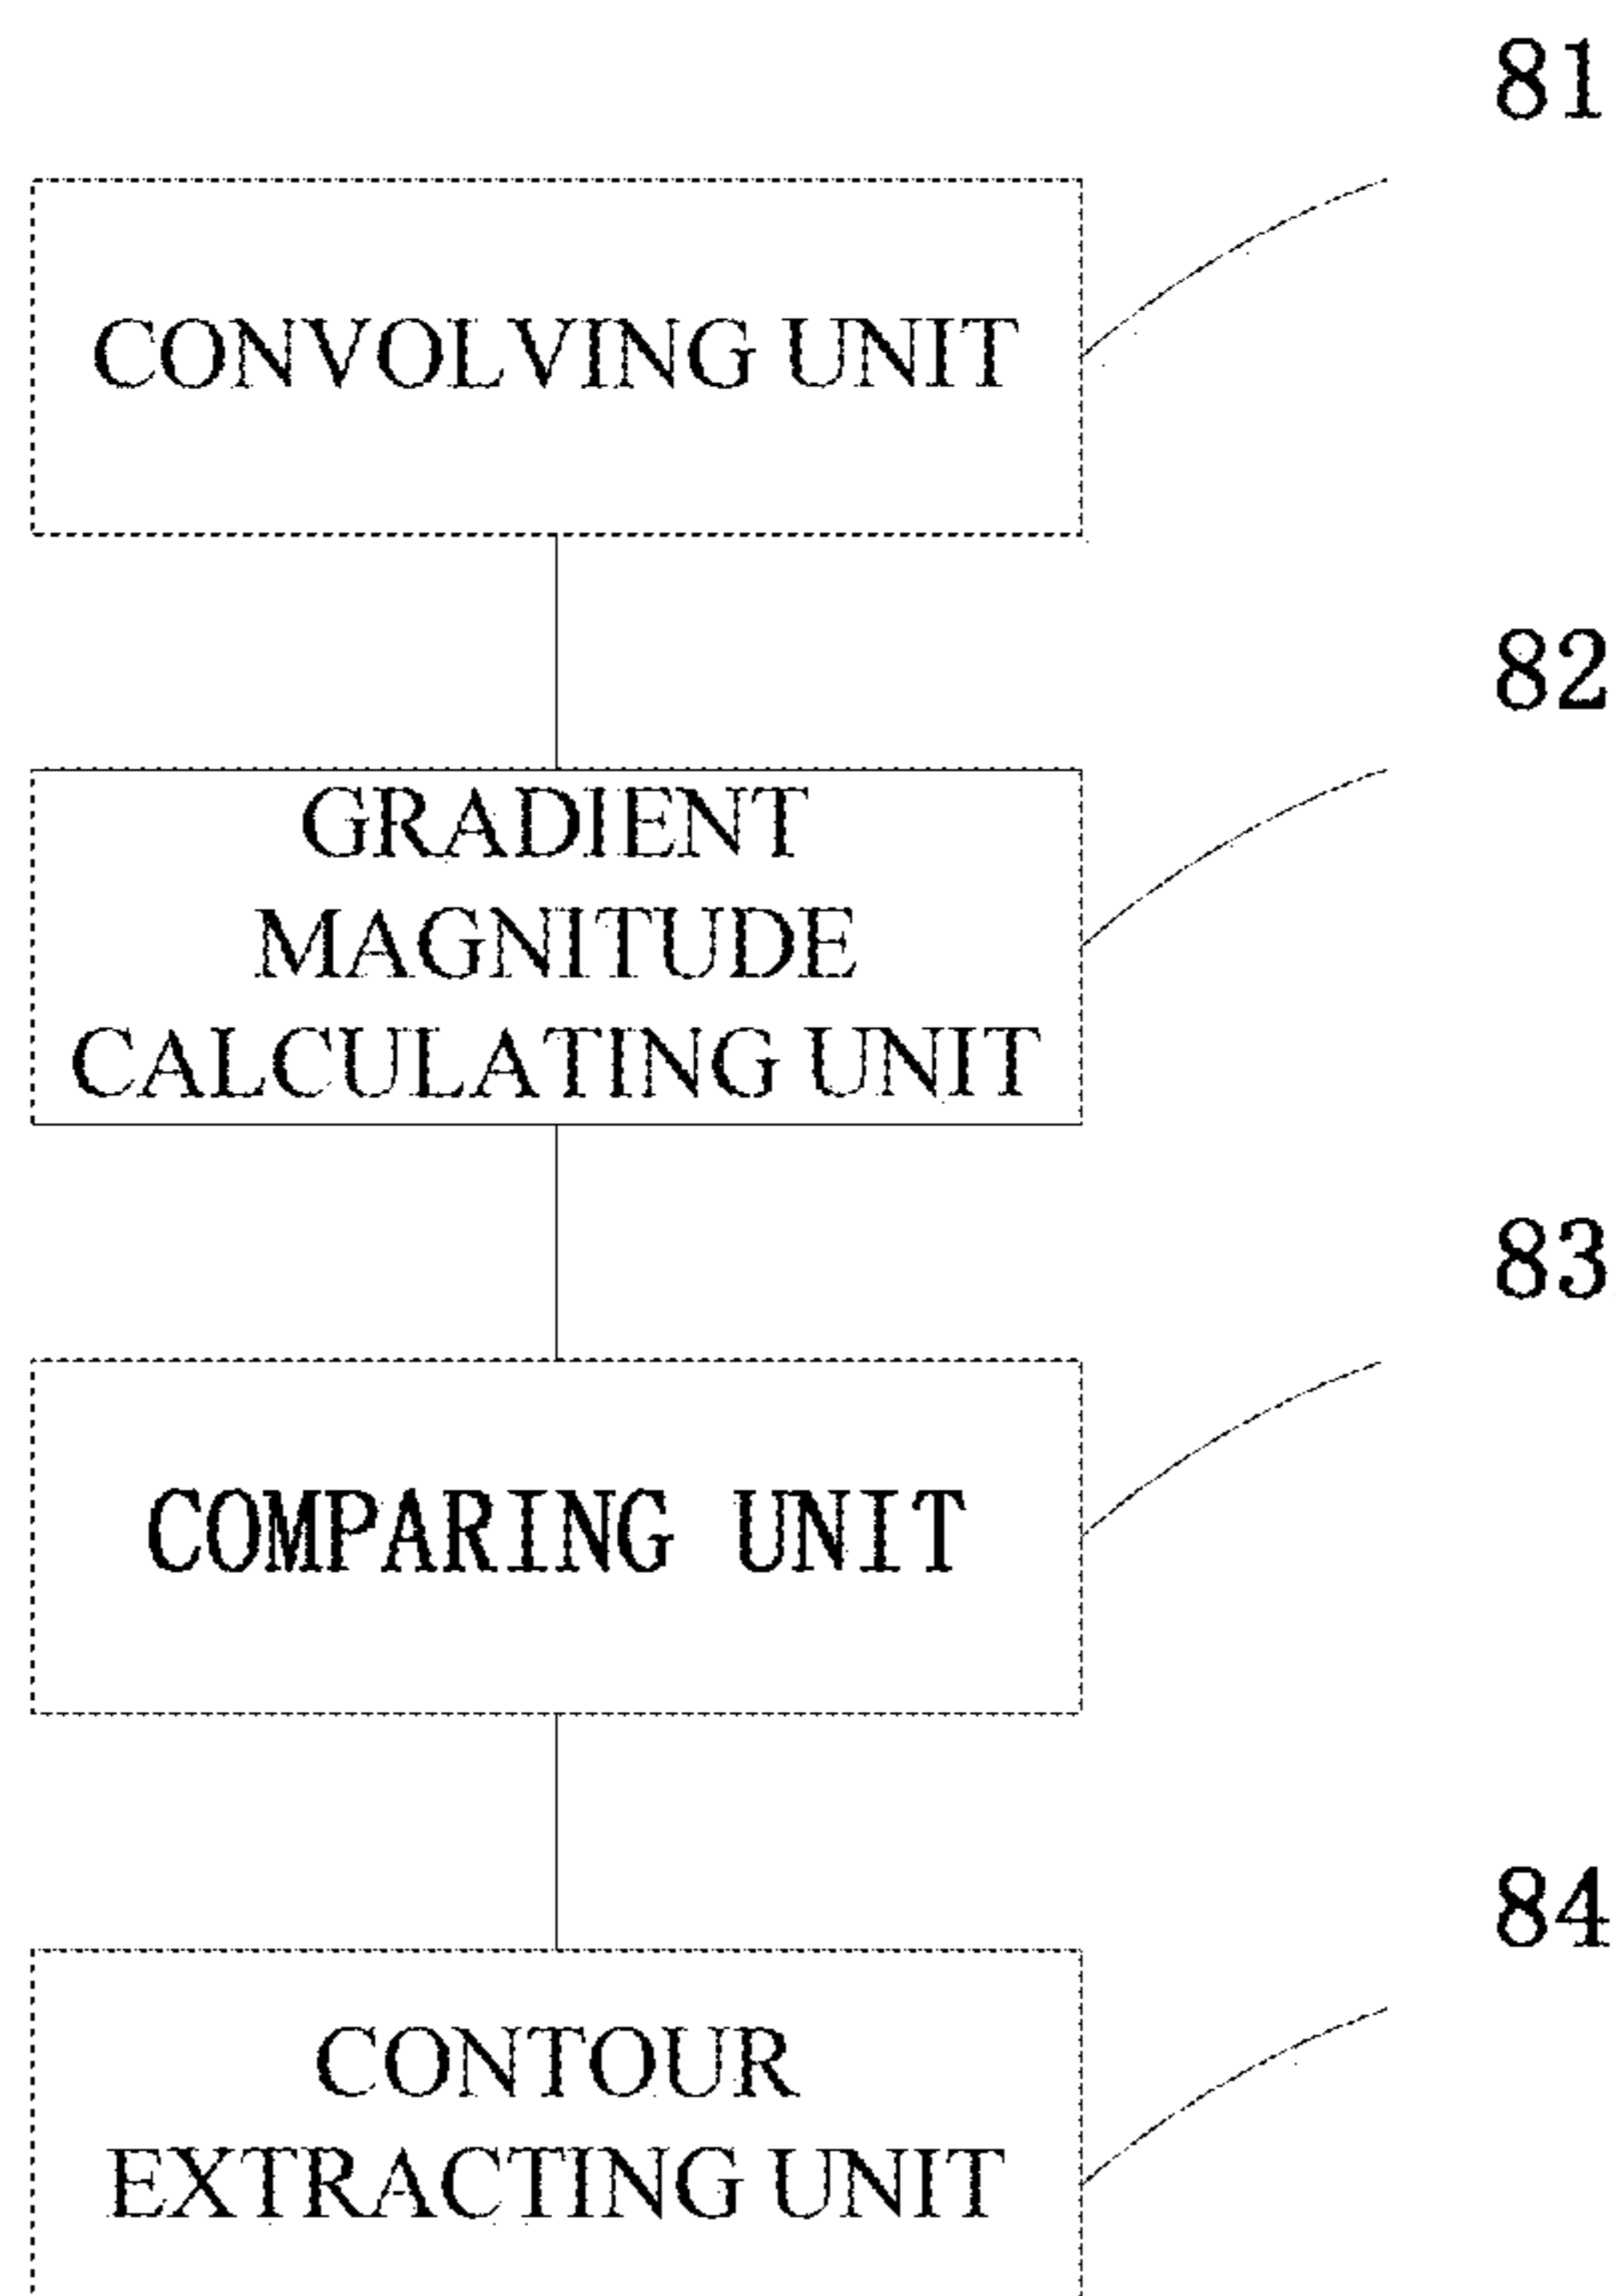 81
CONVOLVING UNIT
82
GRADIENT
MAGNITUDE
CALCULATING UNIT
83
COMPARING UNIT
84
CONTOUR
EXTRACTING UNIT